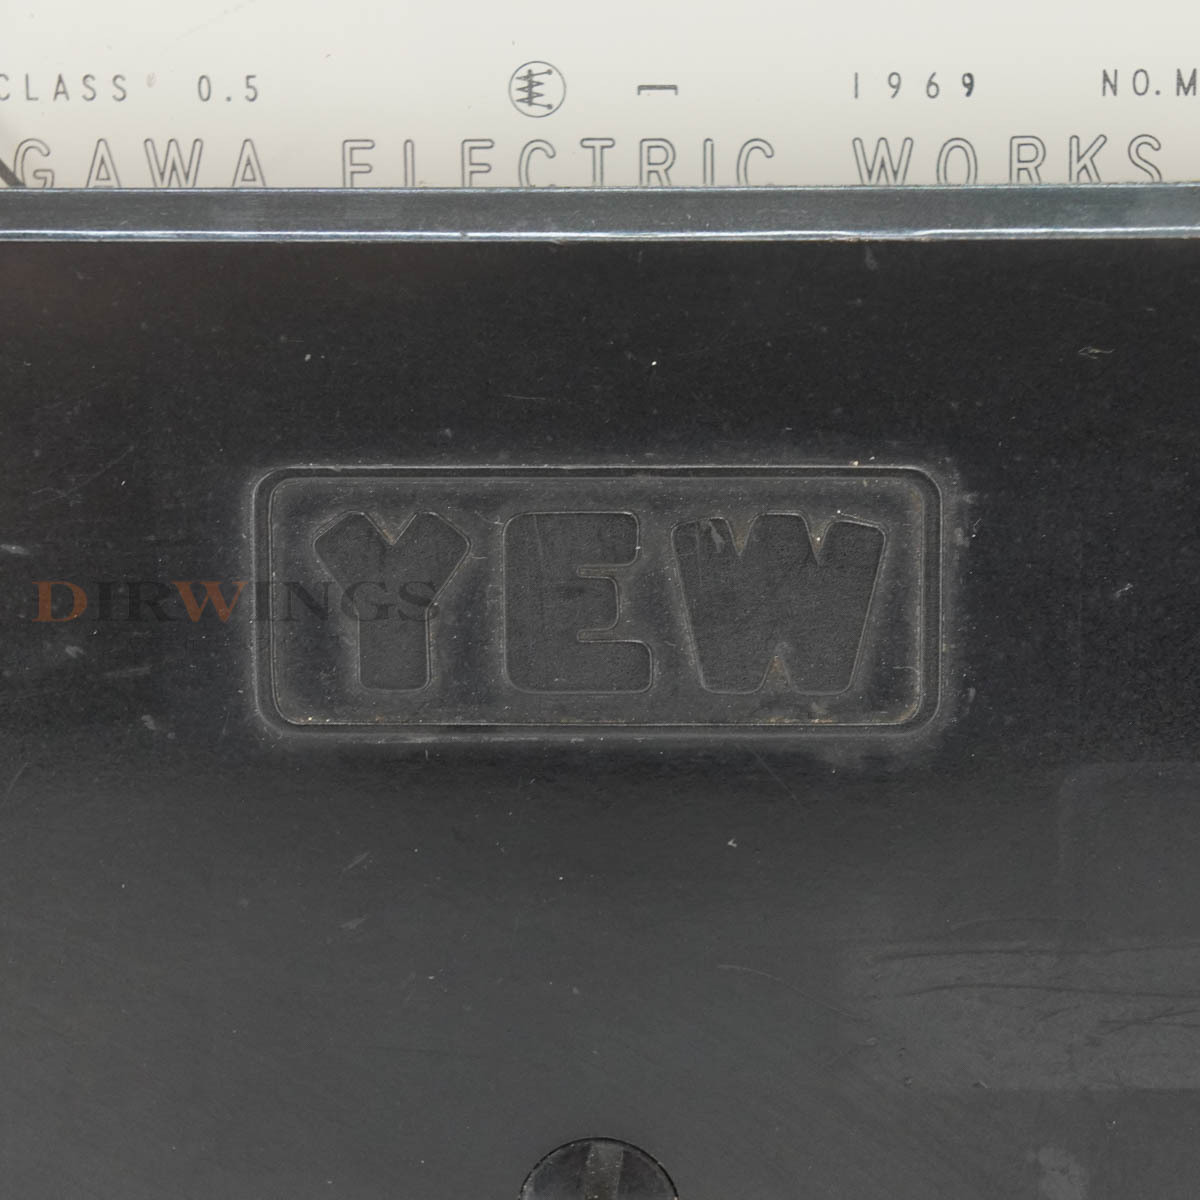 CLASS 0.5 1969 NO.M
GAWA ELECTRIC WORKS
YEW
DIRWINGS